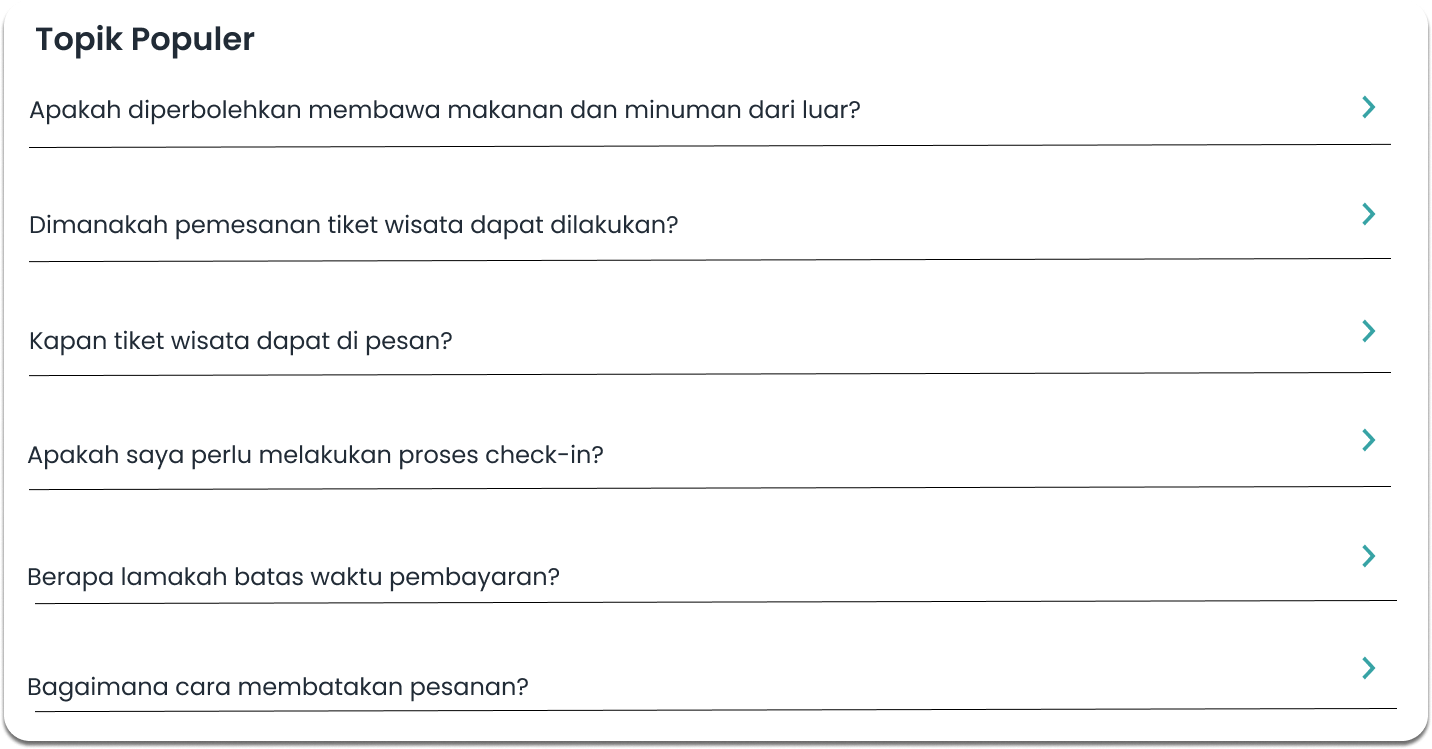 Topik Populer
Apakah diperbolehkan membawa makanan dan minuman dari luar?
Dimanakah pemesanan tiket wisata dapat dilakukan?
Kapan tiket wisata dapat di pesan?
Apakah saya perlu melakukan proses check-in?
Berapa lamakah batas waktu pembayaran?
Bagaimana cara membatakan pesanan?